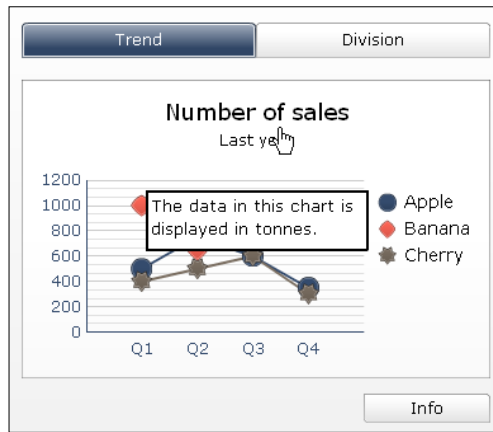 Trend
Division
Number of sales
Last
1200
1000
The data in this chart is
displayed in tonnes.
800
600
400
200
0
Apple
Banana
Cherry
Q1
Q2
Q3
Q4
Info